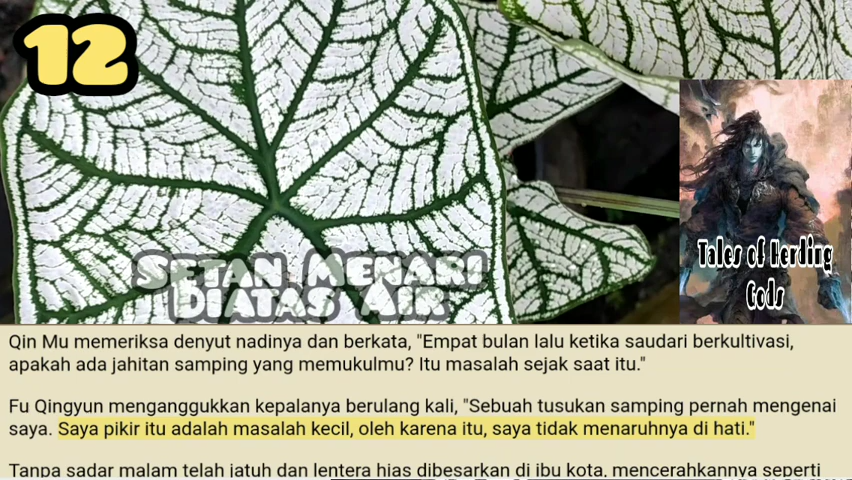 12
SETAN MENARI
DIATAS AIR
Tales of Herding
Gods
Qin Mu memeriksa denyut nadinya dan berkata, "Empat bulan lalu ketika saudari berkultivasi,
apakah ada jahitan samping yang memukulmu? Itu masalah sejak saat itu."
Fu Qingyun menganggukkan kepalanya berulang kali, "Sebuah tusukan samping pernah mengenai
saya. Saya pikir itu adalah masalah kecil, oleh karena itu, saya tidak menaruhnya di hati."
Tanpa sadar malam telah jatuh dan lentera hias dibesarkan di ibu kota, mencerahkannya seperti